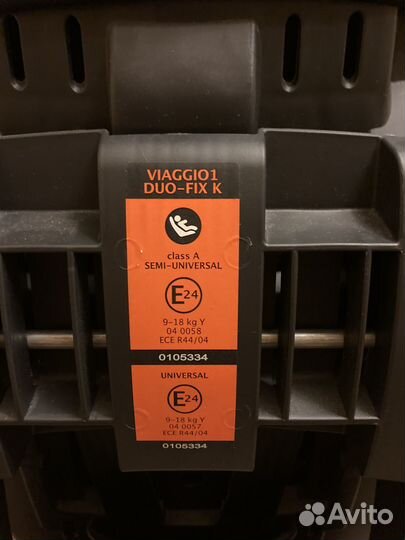 VIAGGIO1
DUO-FIX K
class A
SEMI-UNIVERSAL
E24
9-18 kg Y
04 0058
ECE R44/04
0105334
UNIVERSAL
E24
9-18 kg Y
04 0057
ECE R44/04
0105334
Avito